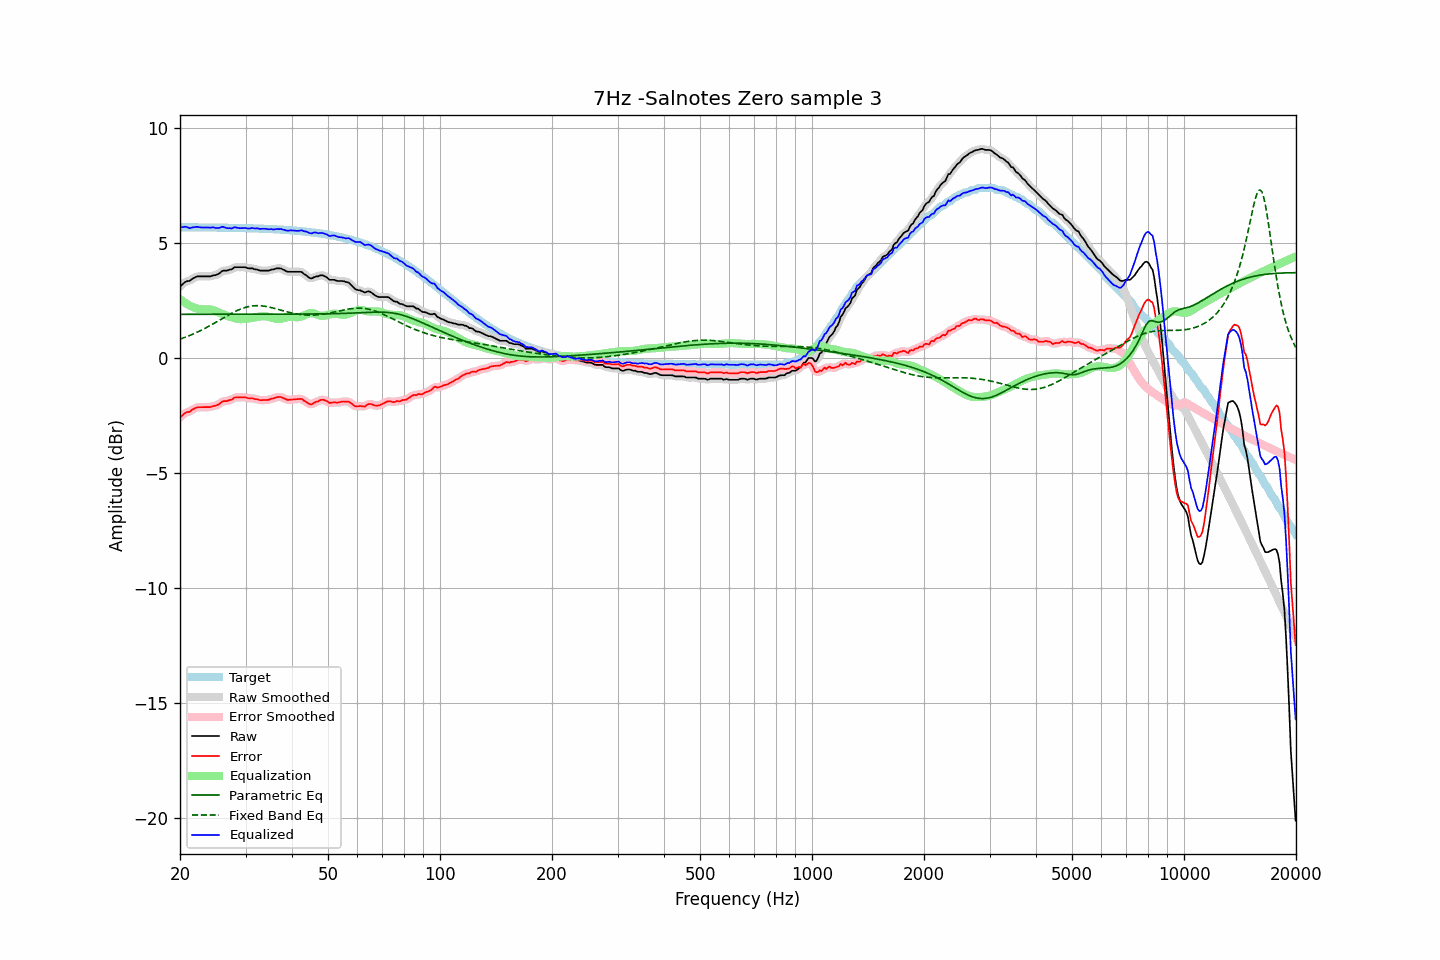 7Hz -Salnotes Zero sample 3
10
5
0
−5
−10
−15
−20
Amplitude (dBr)
Target
Raw Smoothed
Error Smoothed
Raw
Error
Equalization
Parametric Eq
Fixed Band Eq
Equalized
20 50 100 200 500 1000 2000 5000 10000 20000
Frequency (Hz)